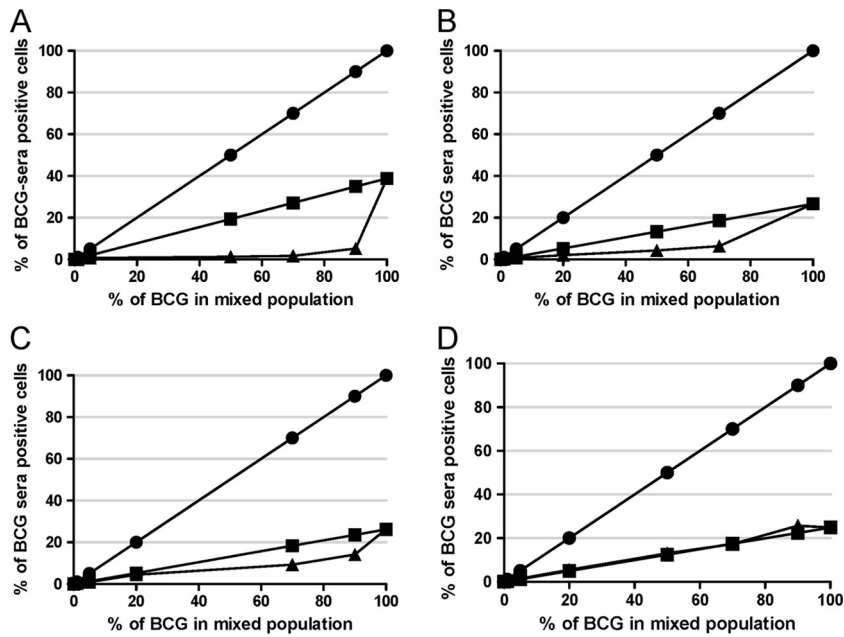 A
% of BCG-sera positive cells
100
80
60
40
20
0
0 20 40 60 80 100
% of BCG in mixed population
B
% of BCG sera positive cells
100
80
60
40
20
0
0 20 40 60 80 100
% of BCG in mixed population
C
% of BCG sera positive cells
100
80
60
40
20
0
0 20 40 60 80 100
% of BCG in mixed population
D
% of BCG sera positive cells
100
80
60
40
20
0
0 20 40 60 80 100
% of BCG in mixed population